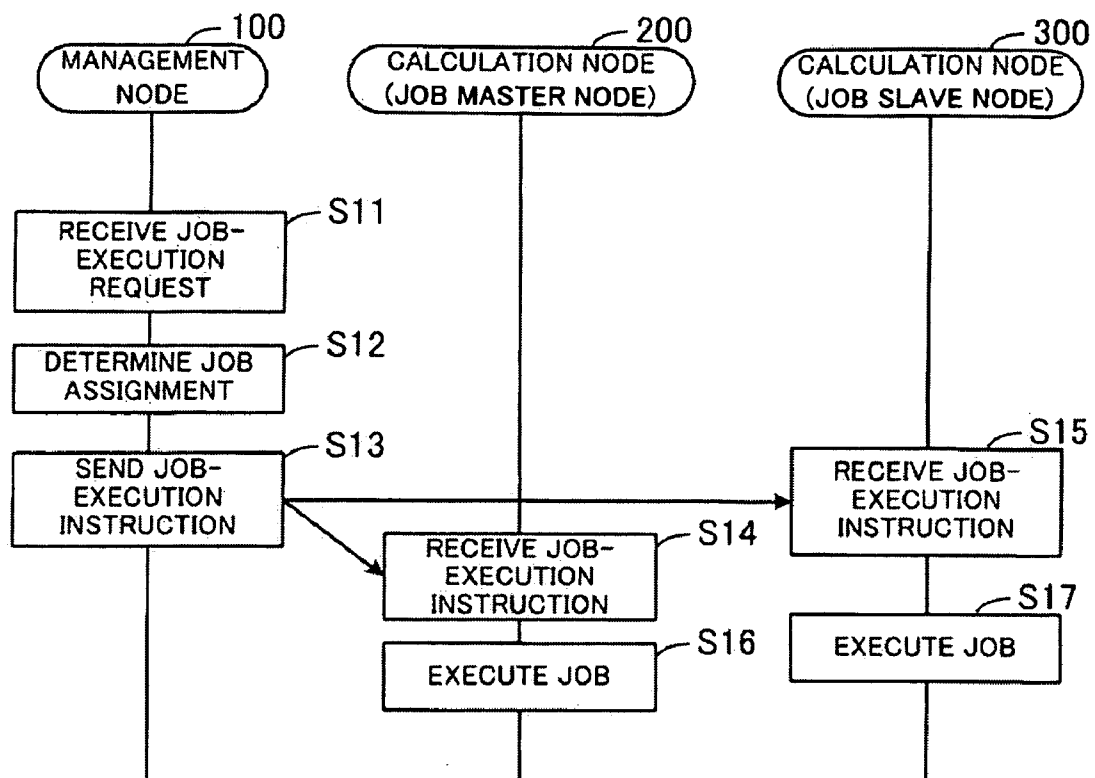 100
MANAGEMENT
NODE
200
CALCULATION NODE
(JOB MASTER NODE)
300
CALCULATION NODE
(JOB SLAVE NODE)
S11
RECEIVE JOB-
EXECUTION
REQUEST
S12
DETERMINE JOB
ASSIGNMENT
S13
SEND JOB-
EXECUTION
INSTRUCTION
S15
RECEIVE JOB-
EXECUTION
INSTRUCTION
S14
RECEIVE JOB-
EXECUTION
INSTRUCTION
S17
EXECUTE JOB
S16
EXECUTE JOB